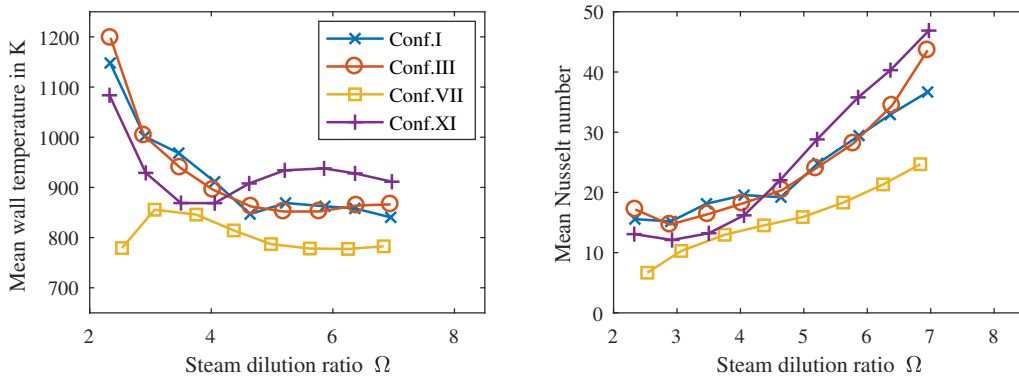 Mean wall temperature in K
1200
1100
1000
900
800
700
2 4 6 8
Steam dilution ratio Ω
Conf.I
Conf.III
Conf.VII
Conf.XI
Mean Nusselt number
50
40
30
20
10
0
2 3 4 5 6 7 8
Steam dilution ratio Ω